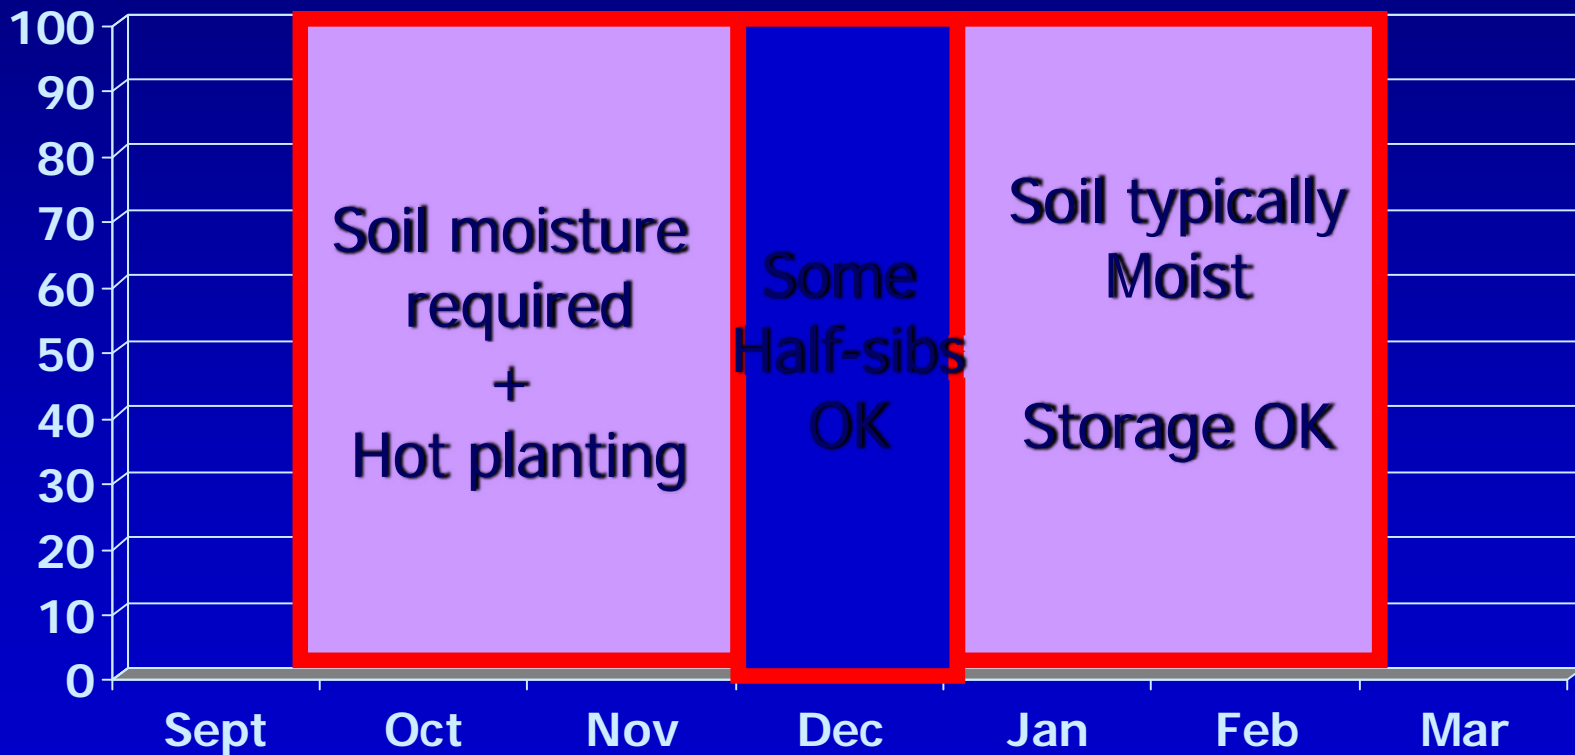 100
90
80
70
60
50
40
30
20
10
0
Soil moisture
required
+
Hot planting
Some
Half-sibs
OK
Soil typically
Moist
Storage OK
Sept Oct Nov Dec Jan Feb Mar